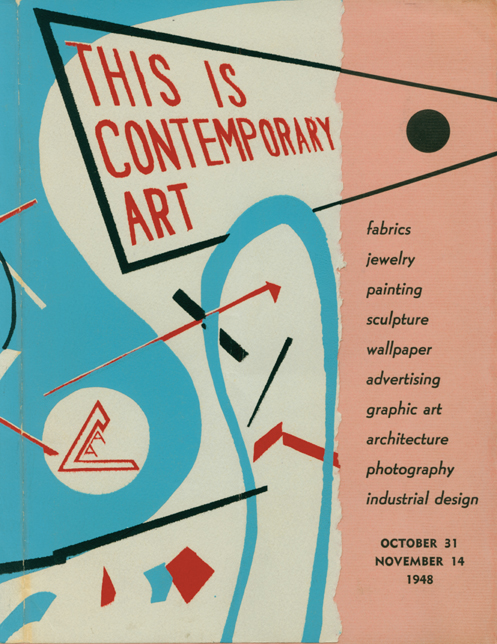 THIS IS
CONTEMPORARY
ART
fabrics
jewelry
painting
sculpture
wallpaper
advertising
graphic art
architecture
photography
industrial design
OCTOBER 31
NOVEMBER 14
1948